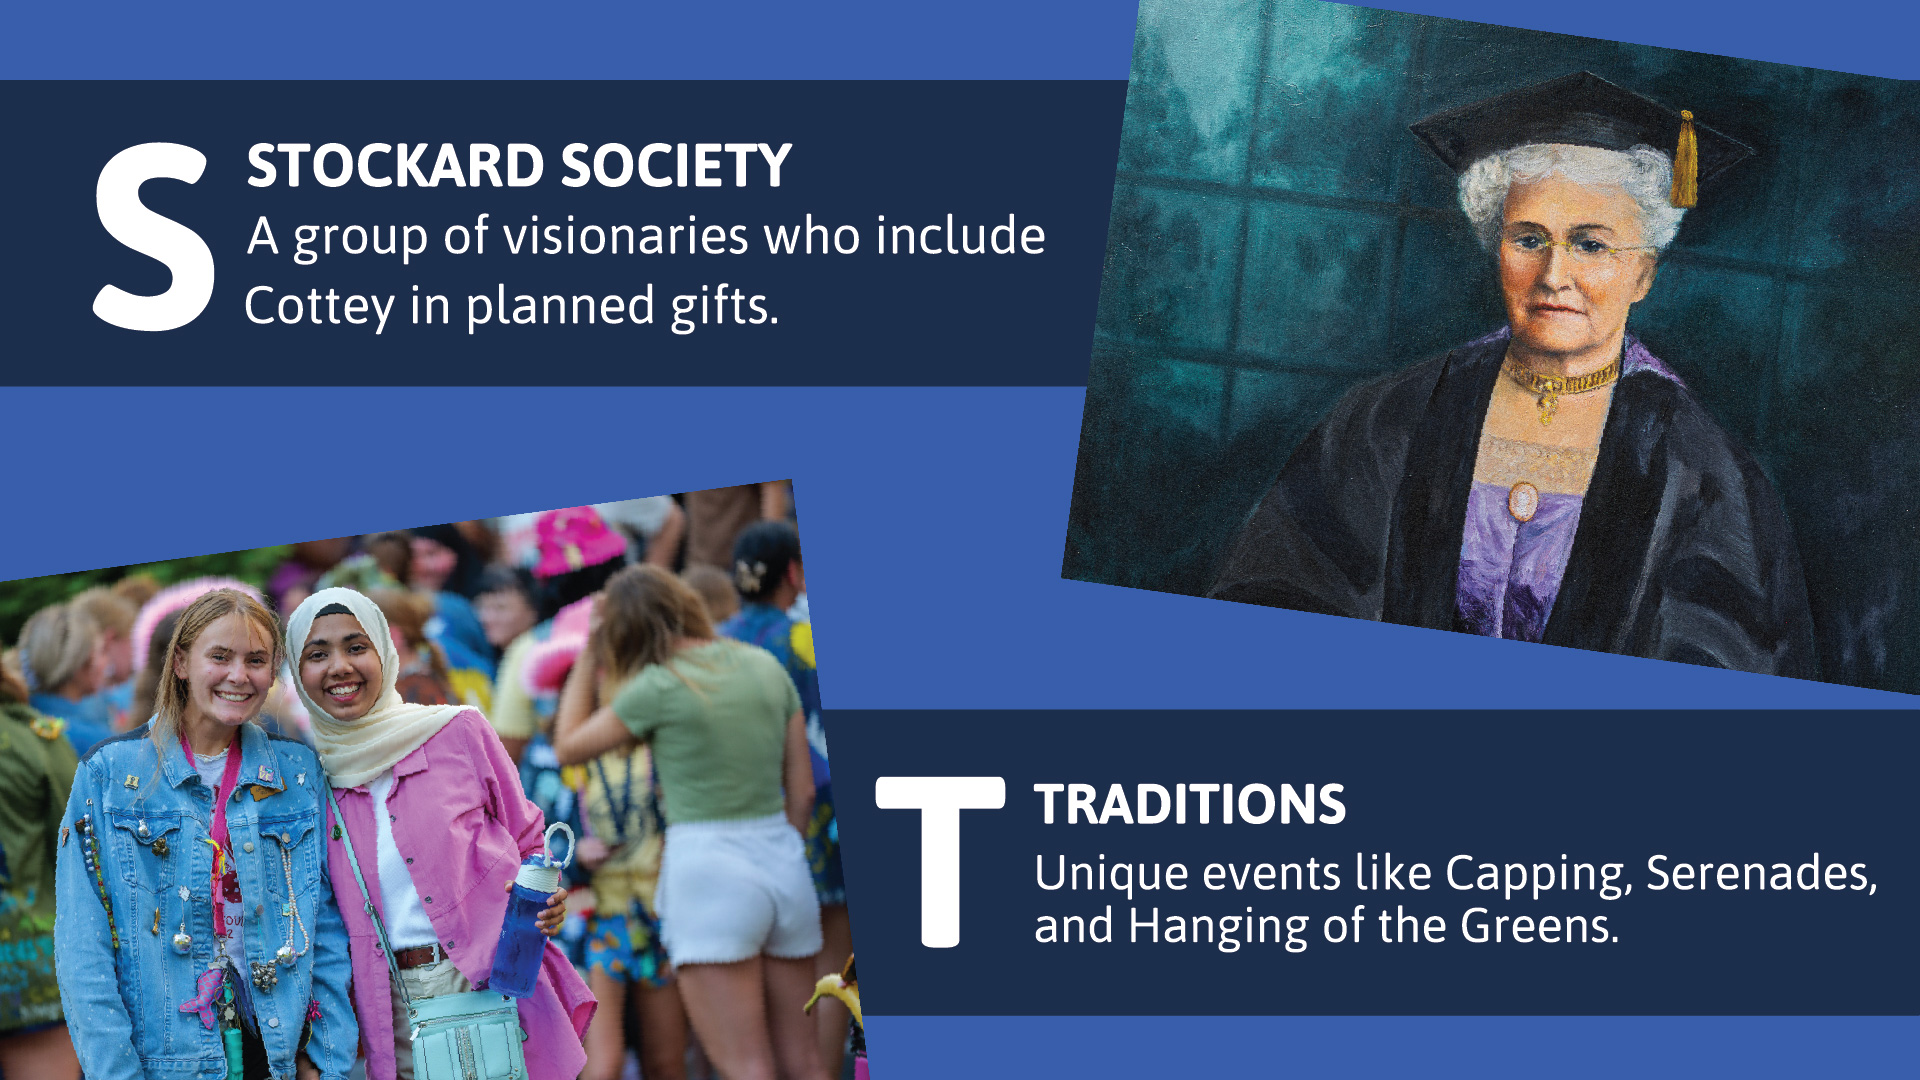 S
STOCKARD SOCIETY
A group of visionaries who include
Cottey in planned gifts.
T
TRADITIONS
Unique events like Capping, Serenades,
and Hanging of the Greens.